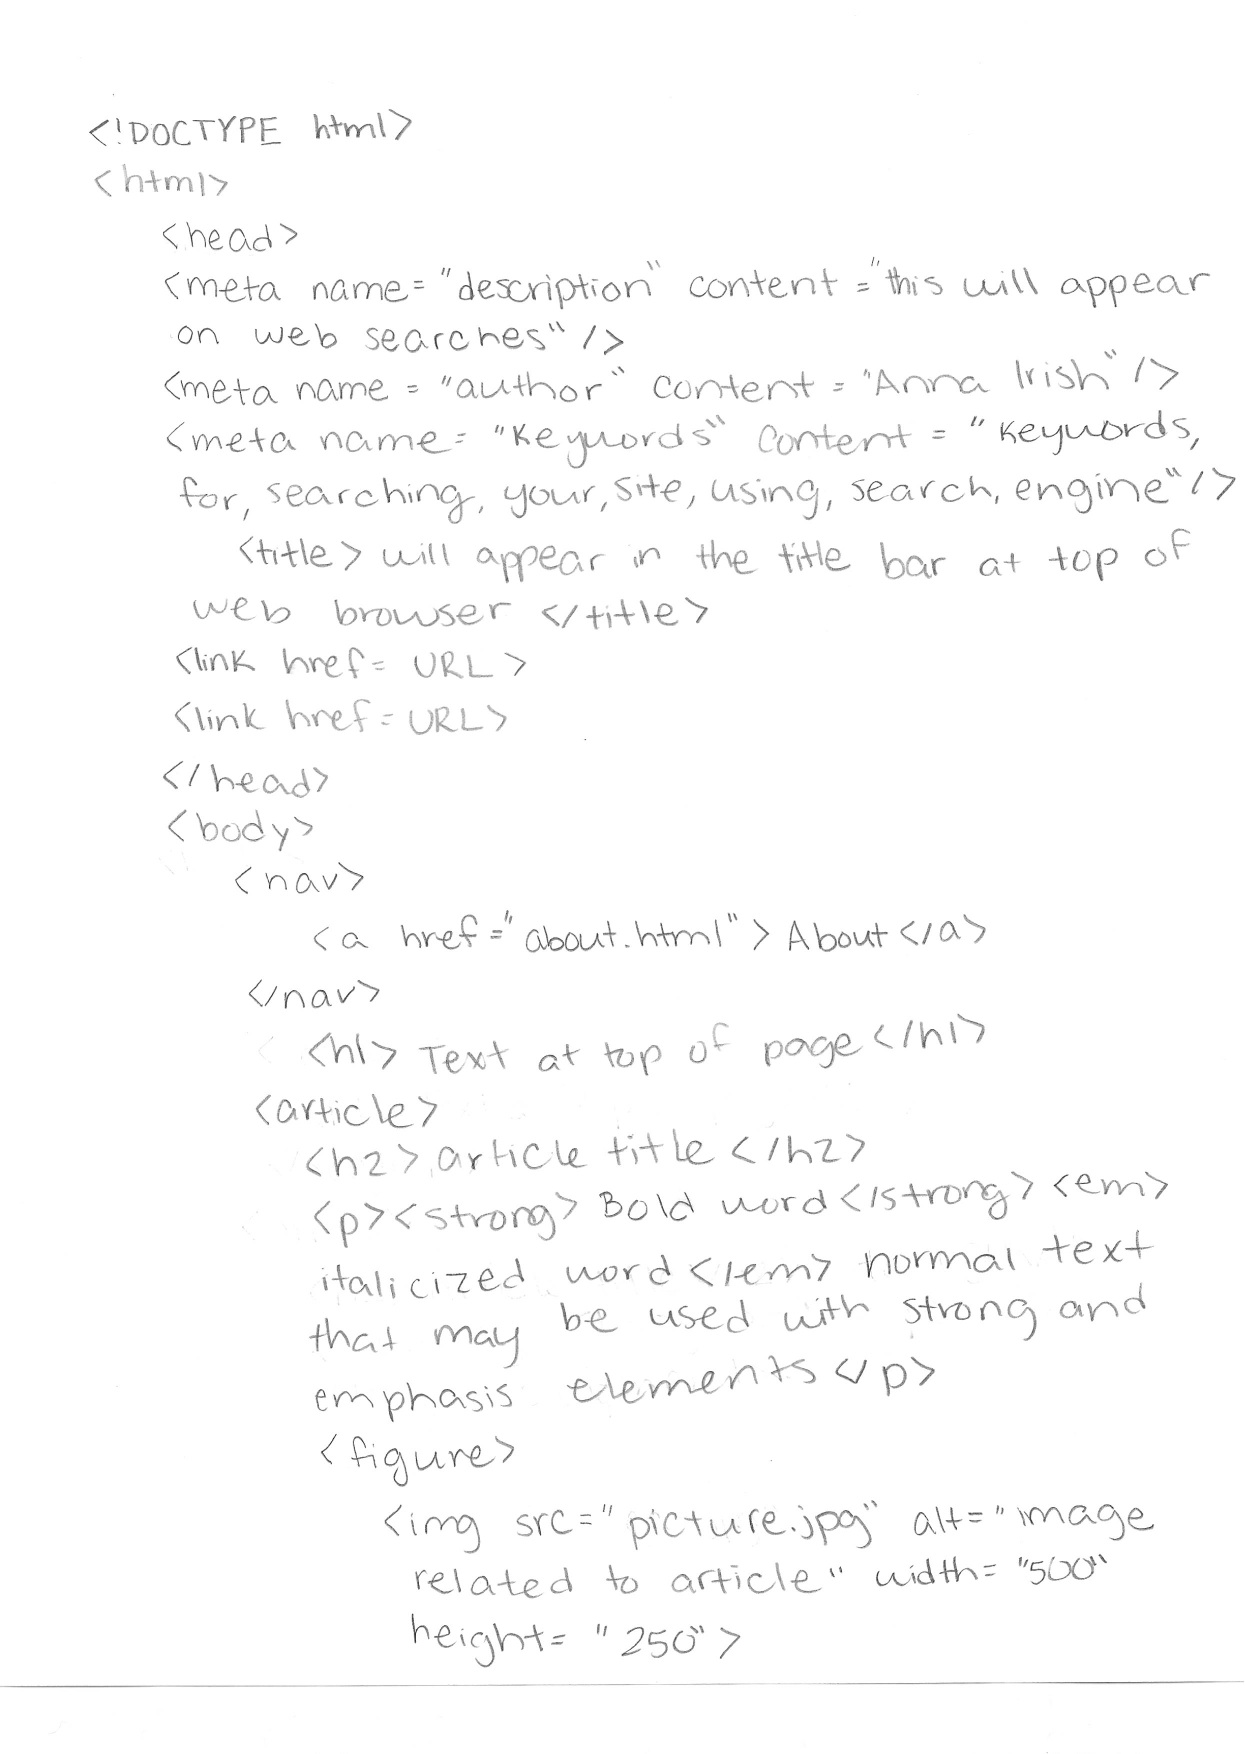 <!DOCTYPE html>
<html>
<head>
<meta name="description" content="this will appear
on web searches" />
<meta name="author" content="Anna Irish" />
<meta name="Keywords" content="Keywords,
for, searching, your, site, using, search, engine" />
<title> will appear in the title bar at top of
web browser </title>
<link href=URL>
<link href=URL>
</head>
<body>
<nav>
<a href="about.html"> About </a>
</nav>
<h1> Text at top of page </h1>
<article>
<h2> article title </h2>
<p><strong> Bold word </strong> <em>
italicized word </em> normal text
that may be used with strong and
emphasis elements </p>
<figure>
<img src="picture.jpg" alt="image
related to article" width="500"
height="250">